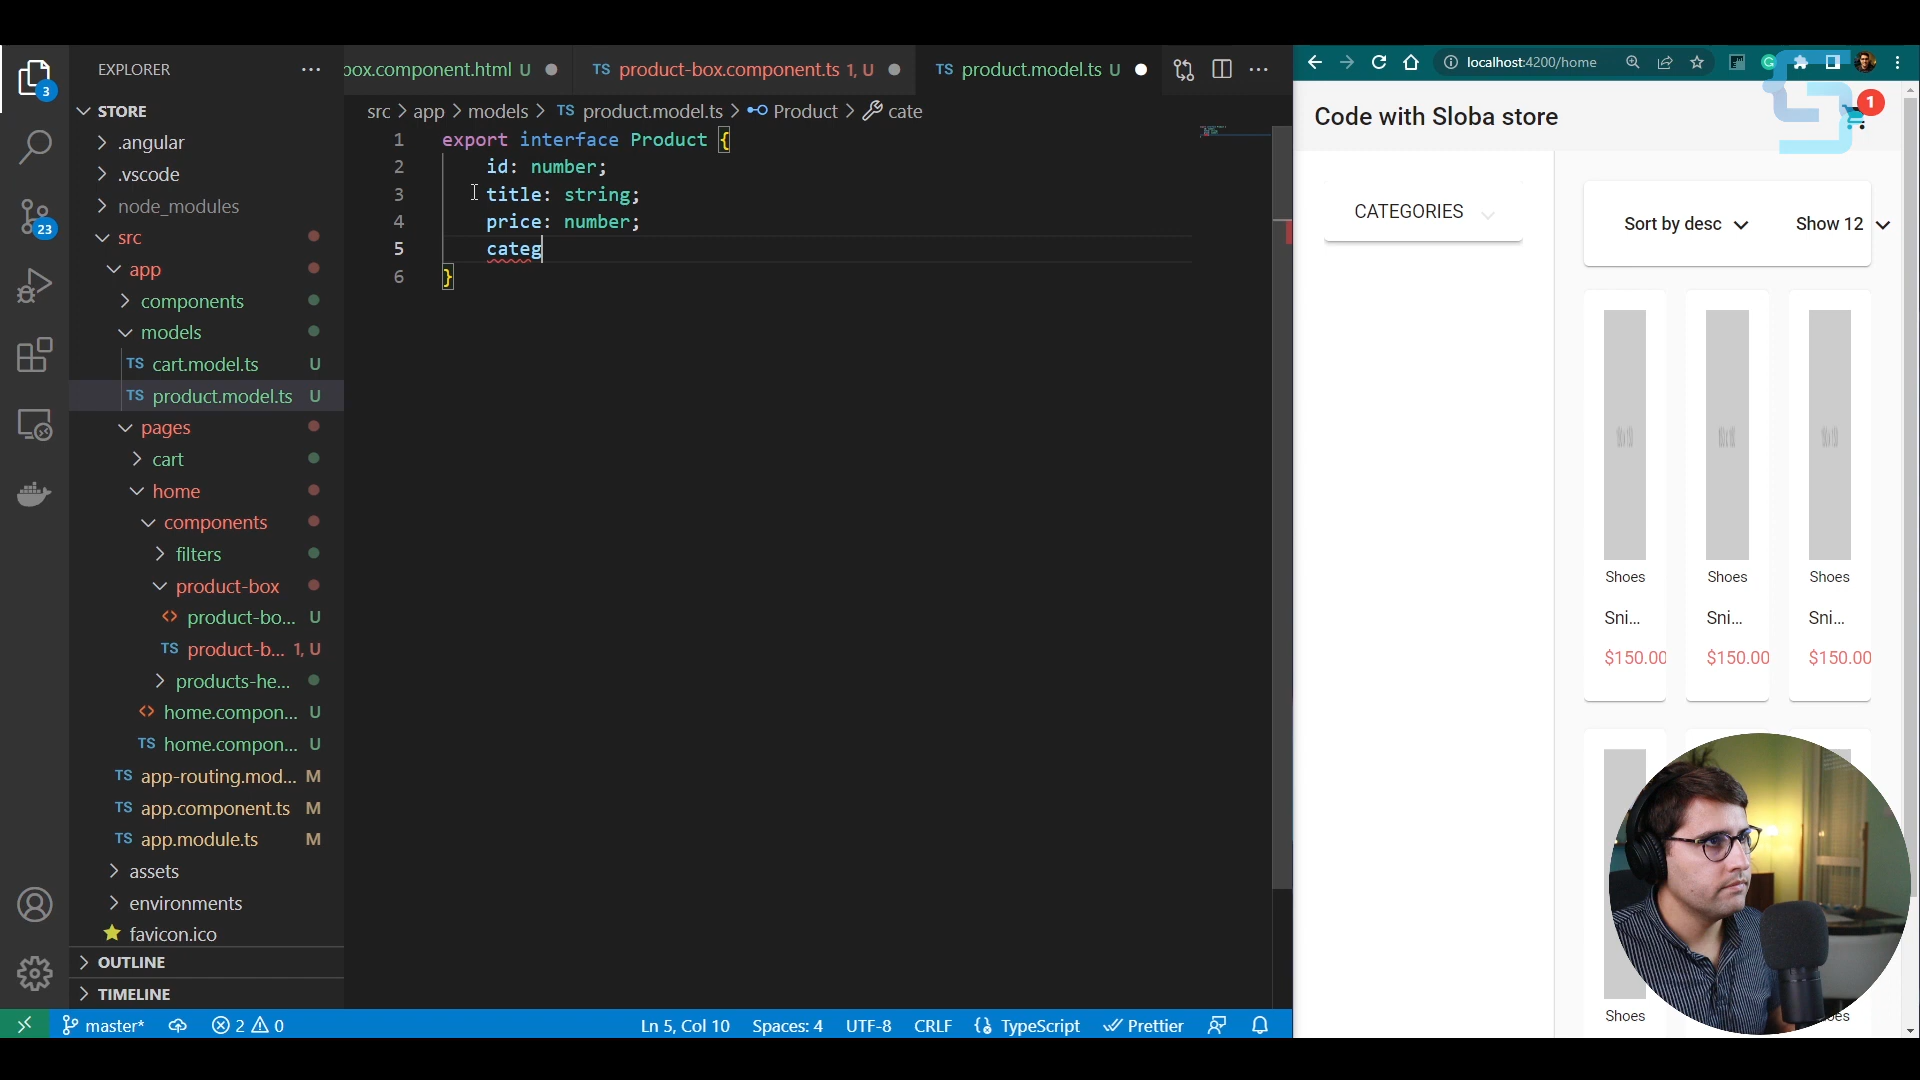 EXPLORER
box.component.html U
TS product-box.component.ts 1, U
TS product.model.ts U
localhost:4200/home
3
STORE
src > app > models > TS product.model.ts > Product > cate
Code with Sloba store
1
.angular
.vscode
node_modules
23
src
app
components
models
TS cart.model.ts U
TS product.model.ts U
pages
cart
home
components
filters
product-box
product-bo... U
TS product-b... 1, U
products-he...
home.compon... U
TS home.compon... U
TS app-routing.mod... M
TS app.component.ts M
TS app.module.ts M
assets
environments
favicon.ico
OUTLINE
TIMELINE
1 export interface Product {
2 id: number;
3 title: string;
4 price: number;
5 categ
6 }
CATEGORIES
Sort by desc
Show 12
Shoes
Shoes
Shoes
Sni...
Sni...
Sni...
$150.00
$150.00
$150.00
Shoes
master*
2
0
Ln 5, Col 10
Spaces: 4
UTF-8
CRLF
TypeScript
Prettier